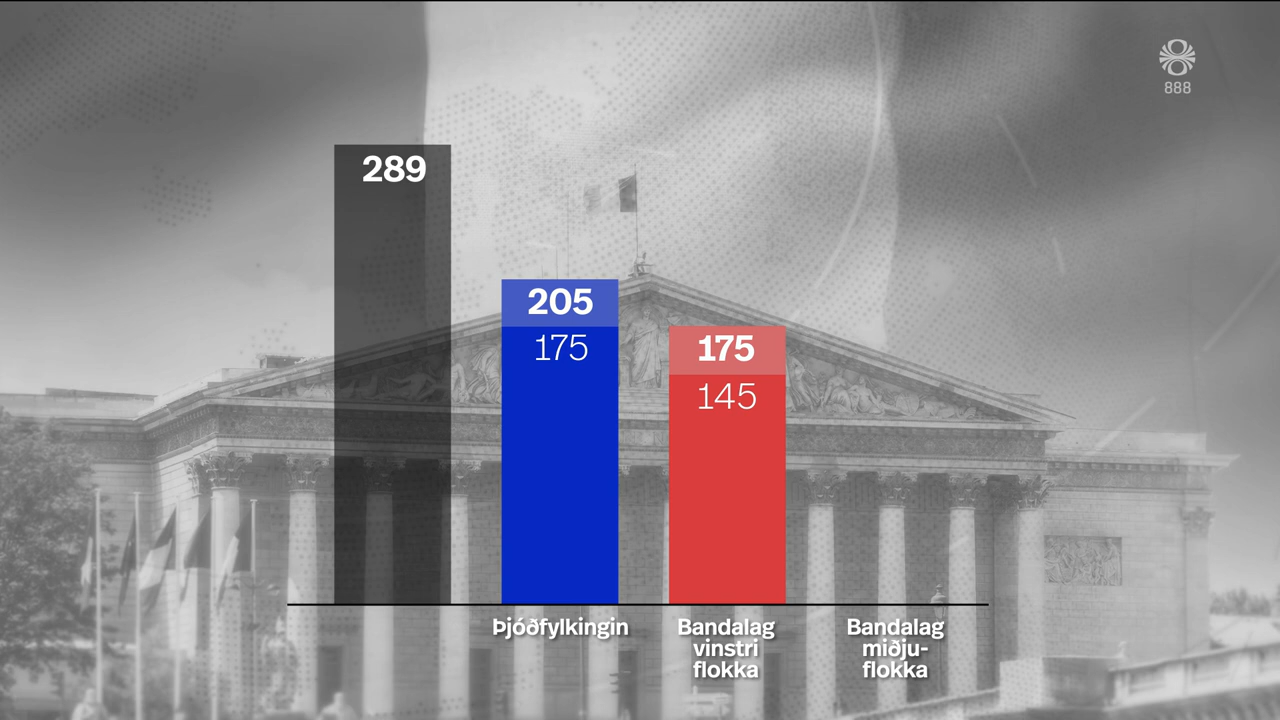 888
289
205
175
175
145
Þjóðfylkingin
Bandalag
vinstri
flokka
Bandalag
miðju-
flokka